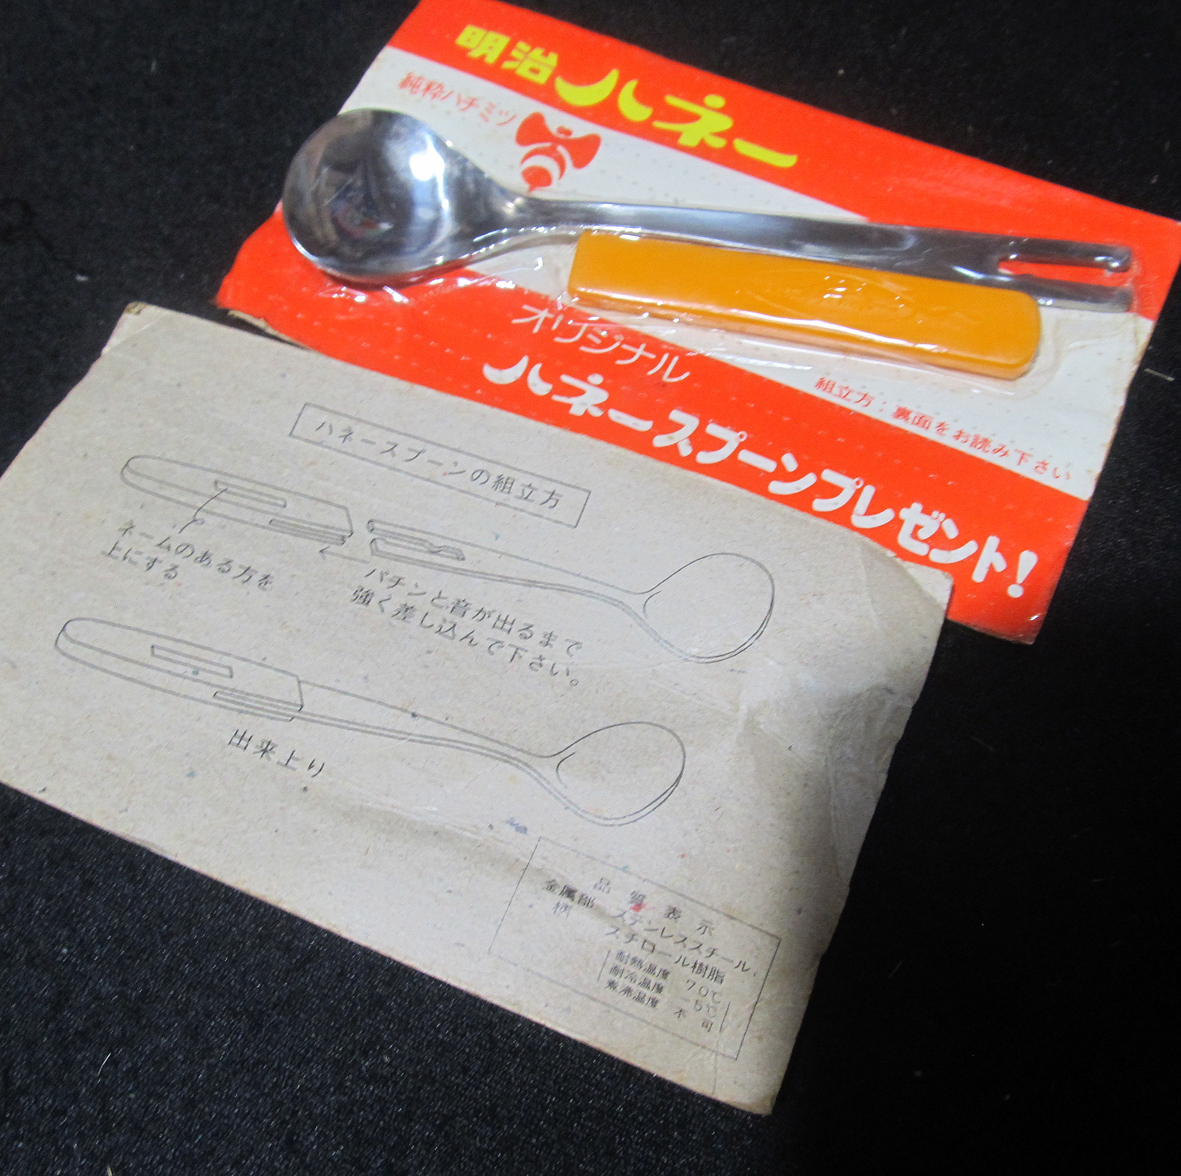 明治ハネー
純粋ハチミツ
オリジナル
ハネースプーンプレゼント!
組立方:裏面をお読み下さい
ハネースプーンの組立方
ネームのある方を
上にする
パチンと音が出るまで
強く差し込んで下さい。
出来上り
品質表示
金属部 ステンレススチール
柄 スチロール樹脂
耐熱温度 70℃
耐冷温度 -5℃
煮沸温度 不可